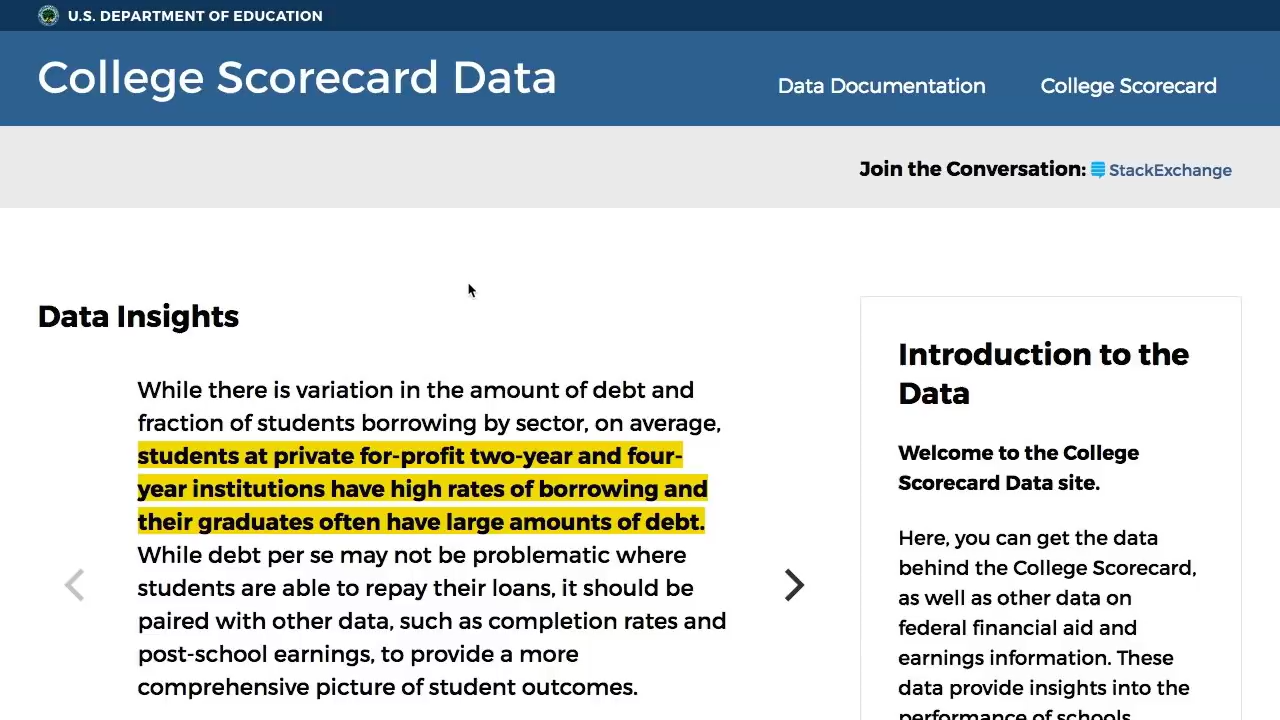 U.S. DEPARTMENT OF EDUCATION
College Scorecard Data
Data Documentation
College Scorecard
Join the Conversation: StackExchange
Data Insights
While there is variation in the amount of debt and
fraction of students borrowing by sector, on average,
students at private for-profit two-year and four-
year institutions have high rates of borrowing and
their graduates often have large amounts of debt.
While debt per se may not be problematic where
students are able to repay their loans, it should be
paired with other data, such as completion rates and
post-school earnings, to provide a more
comprehensive picture of student outcomes.
Introduction to the
Data
Welcome to the College
Scorecard Data site.
Here, you can get the data
behind the College Scorecard,
as well as other data on
federal financial aid and
earnings information. These
data provide insights into the
performance of schools